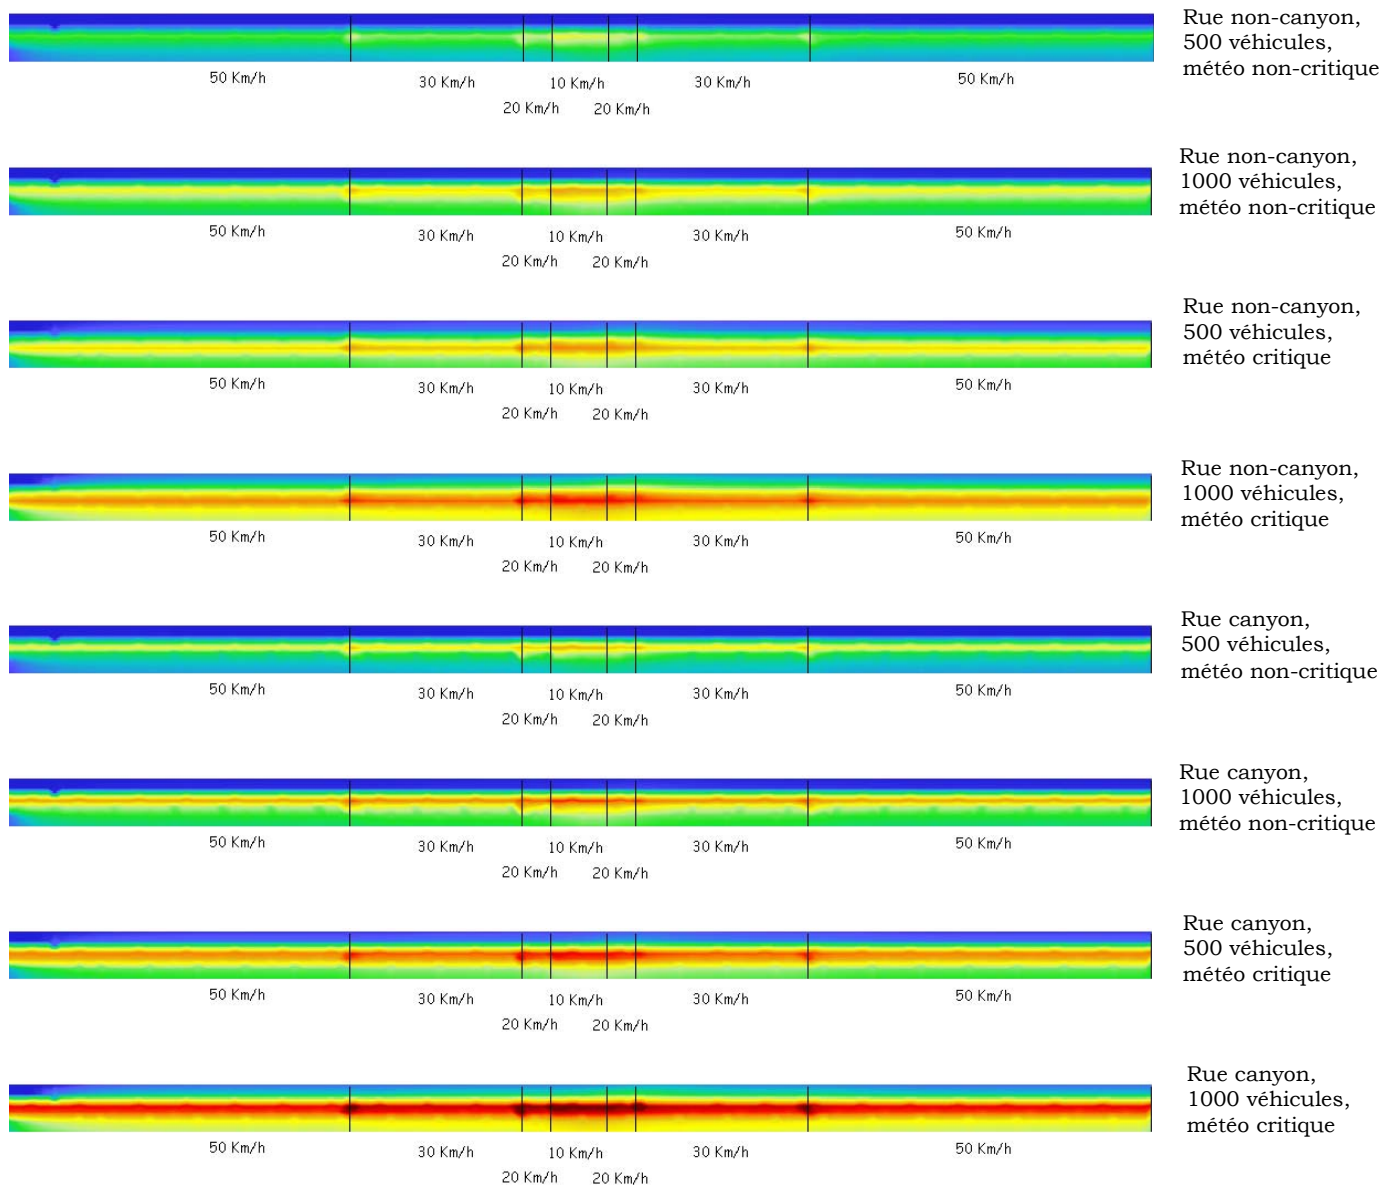 Rue non-canyon,
500 véhicules,
météo non-critique
50 Km/h 30 Km/h 10 Km/h 30 Km/h 50 Km/h
20 Km/h 20 Km/h
Rue non-canyon,
1000 véhicules,
météo non-critique
50 Km/h 30 Km/h 10 Km/h 30 Km/h 50 Km/h
20 Km/h 20 Km/h
Rue non-canyon,
500 véhicules,
météo critique
50 Km/h 30 Km/h 10 Km/h 30 Km/h 50 Km/h
20 Km/h 20 Km/h
Rue non-canyon,
1000 véhicules,
météo critique
50 Km/h 30 Km/h 10 Km/h 30 Km/h 50 Km/h
20 Km/h 20 Km/h
Rue canyon,
500 véhicules,
météo non-critique
50 Km/h 30 Km/h 10 Km/h 30 Km/h 50 Km/h
20 Km/h 20 Km/h
Rue canyon,
1000 véhicules,
météo non-critique
50 Km/h 30 Km/h 10 Km/h 30 Km/h 50 Km/h
20 Km/h 20 Km/h
Rue canyon,
500 véhicules,
météo critique
50 Km/h 30 Km/h 10 Km/h 30 Km/h 50 Km/h
20 Km/h 20 Km/h
Rue canyon,
1000 véhicules,
météo critique
50 Km/h 30 Km/h 10 Km/h 30 Km/h 50 Km/h
20 Km/h 20 Km/h